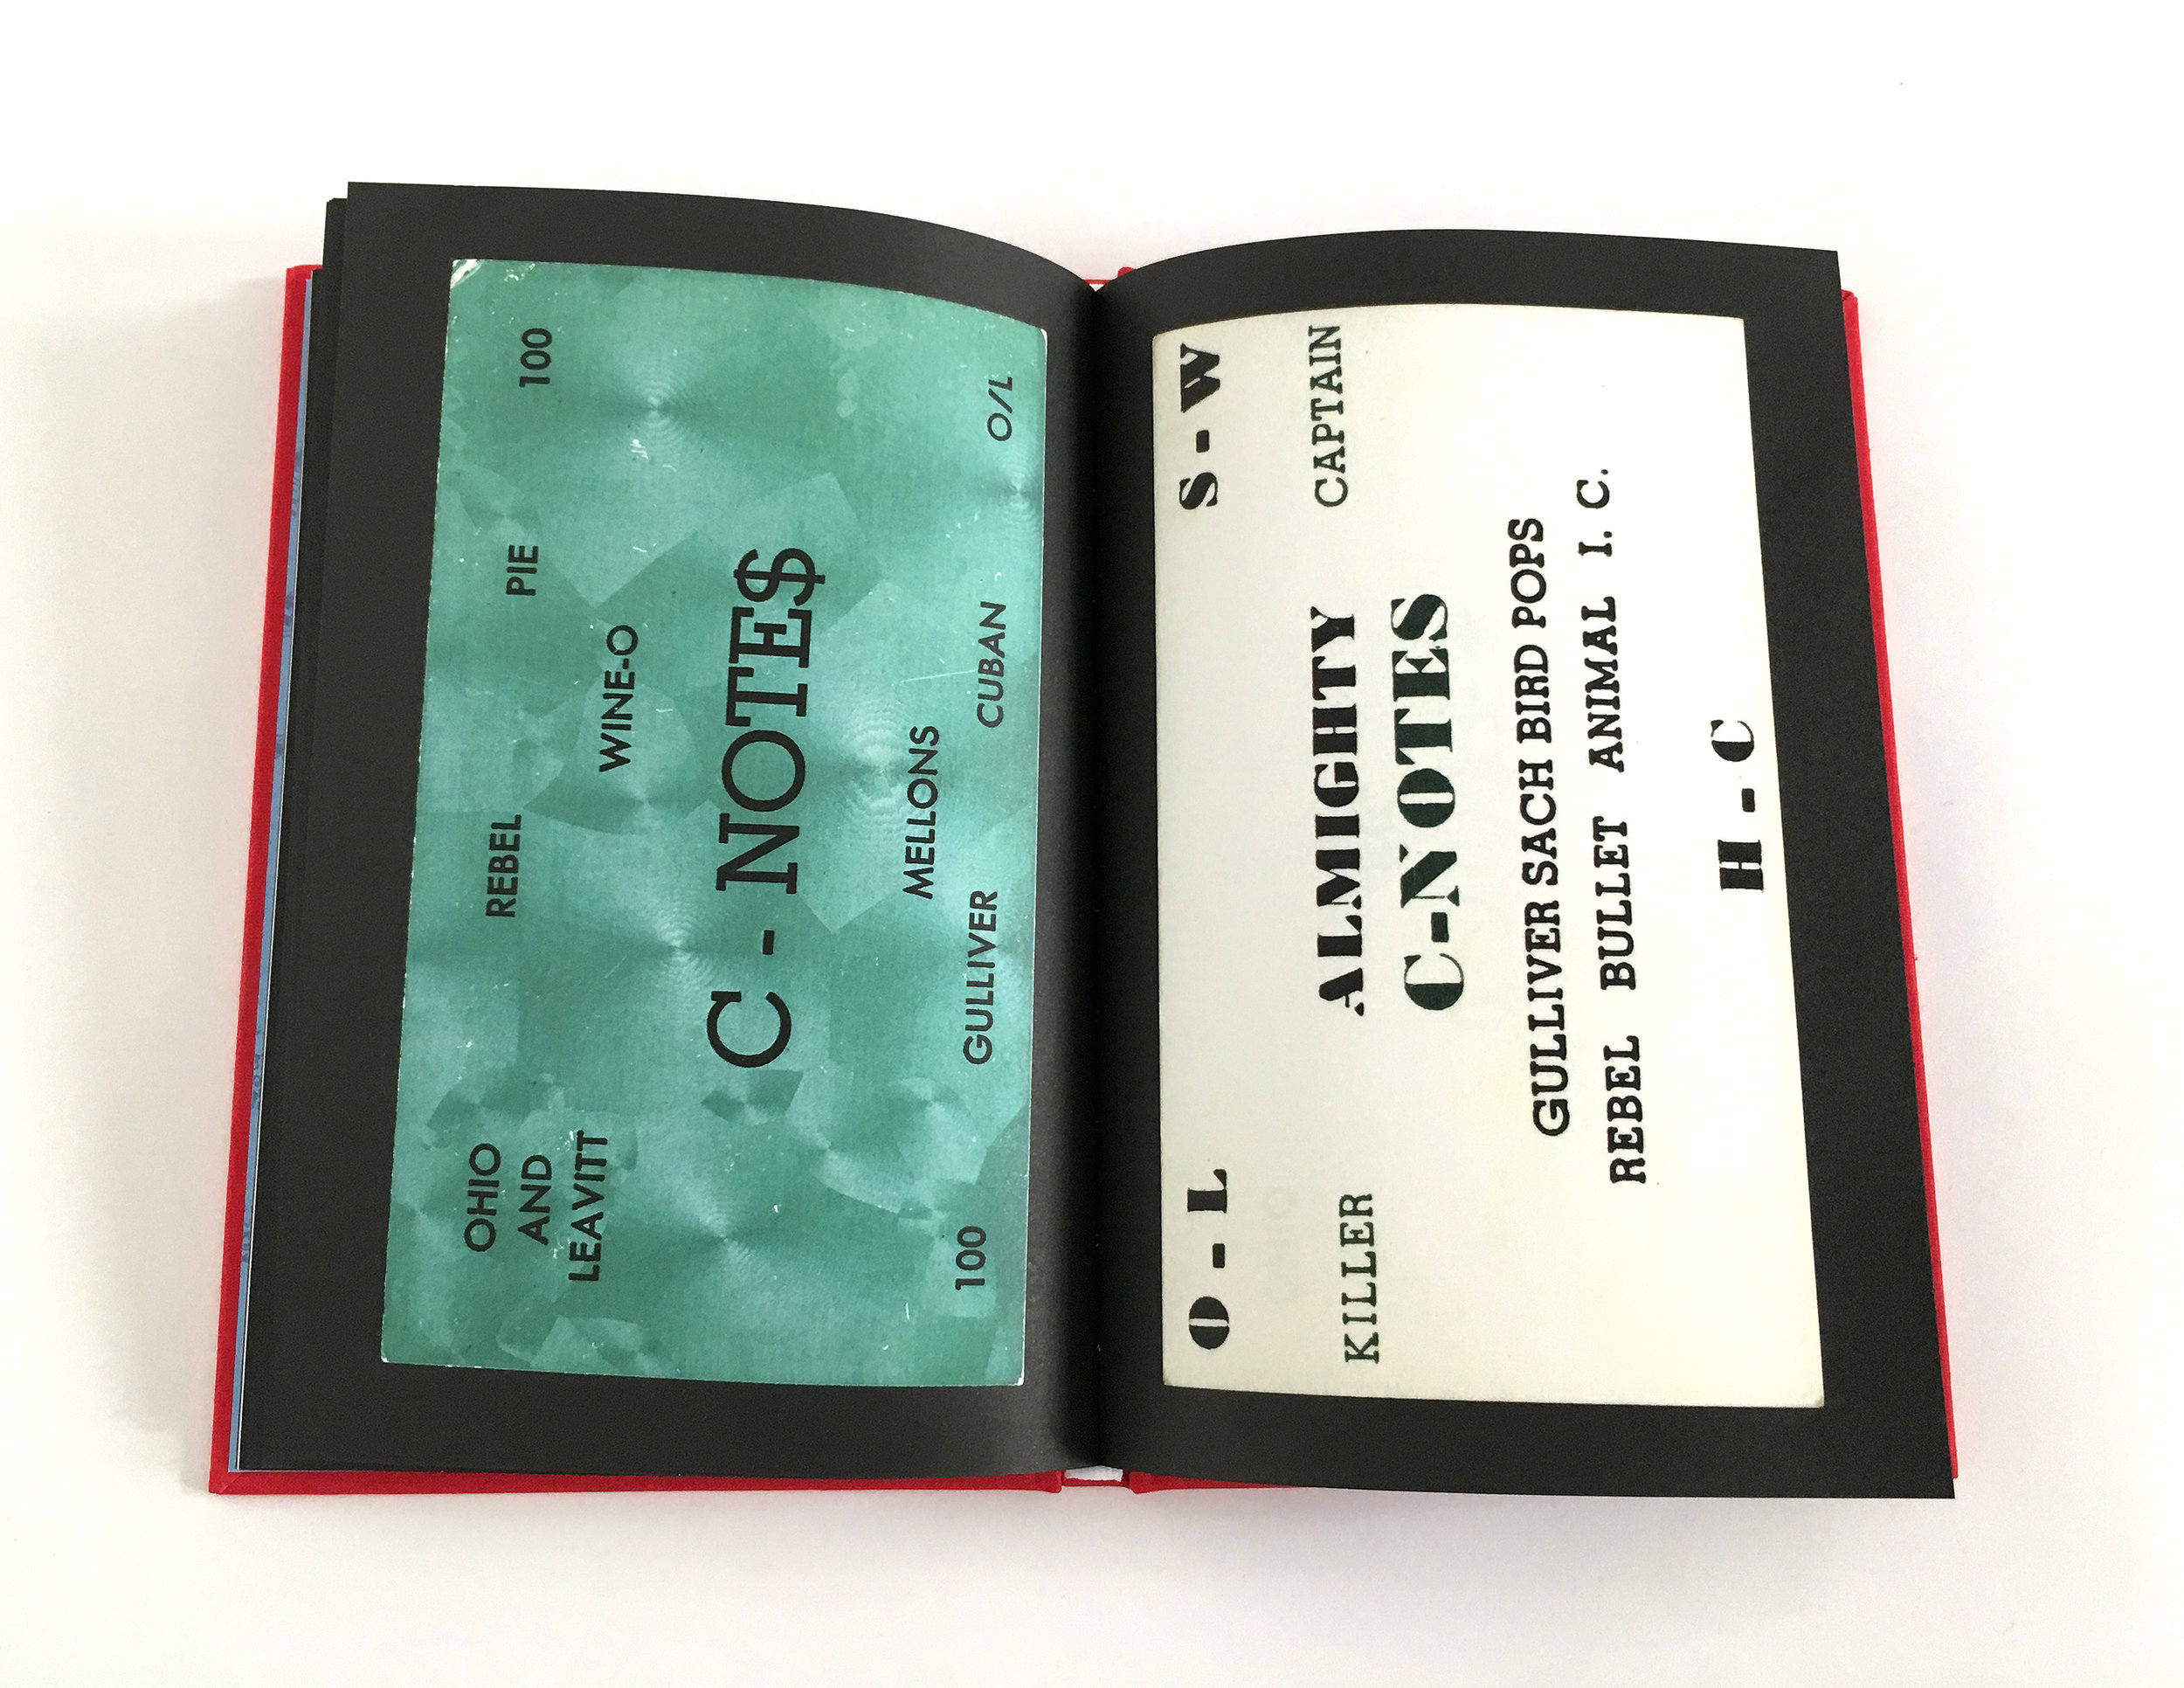 OHIO
AND
LEAVITT
REBEL
PIE
100
WINE-O
C - NOTE$
MELLONS
100
GULLIVER
CUBAN
O/L
O - L
S - W
KILLER
ALMIGHTY
CAPTAIN
C-NOTES
GULLIVER SACH BIRD POPS
REBEL BULLET ANIMAL I. C.
H - C